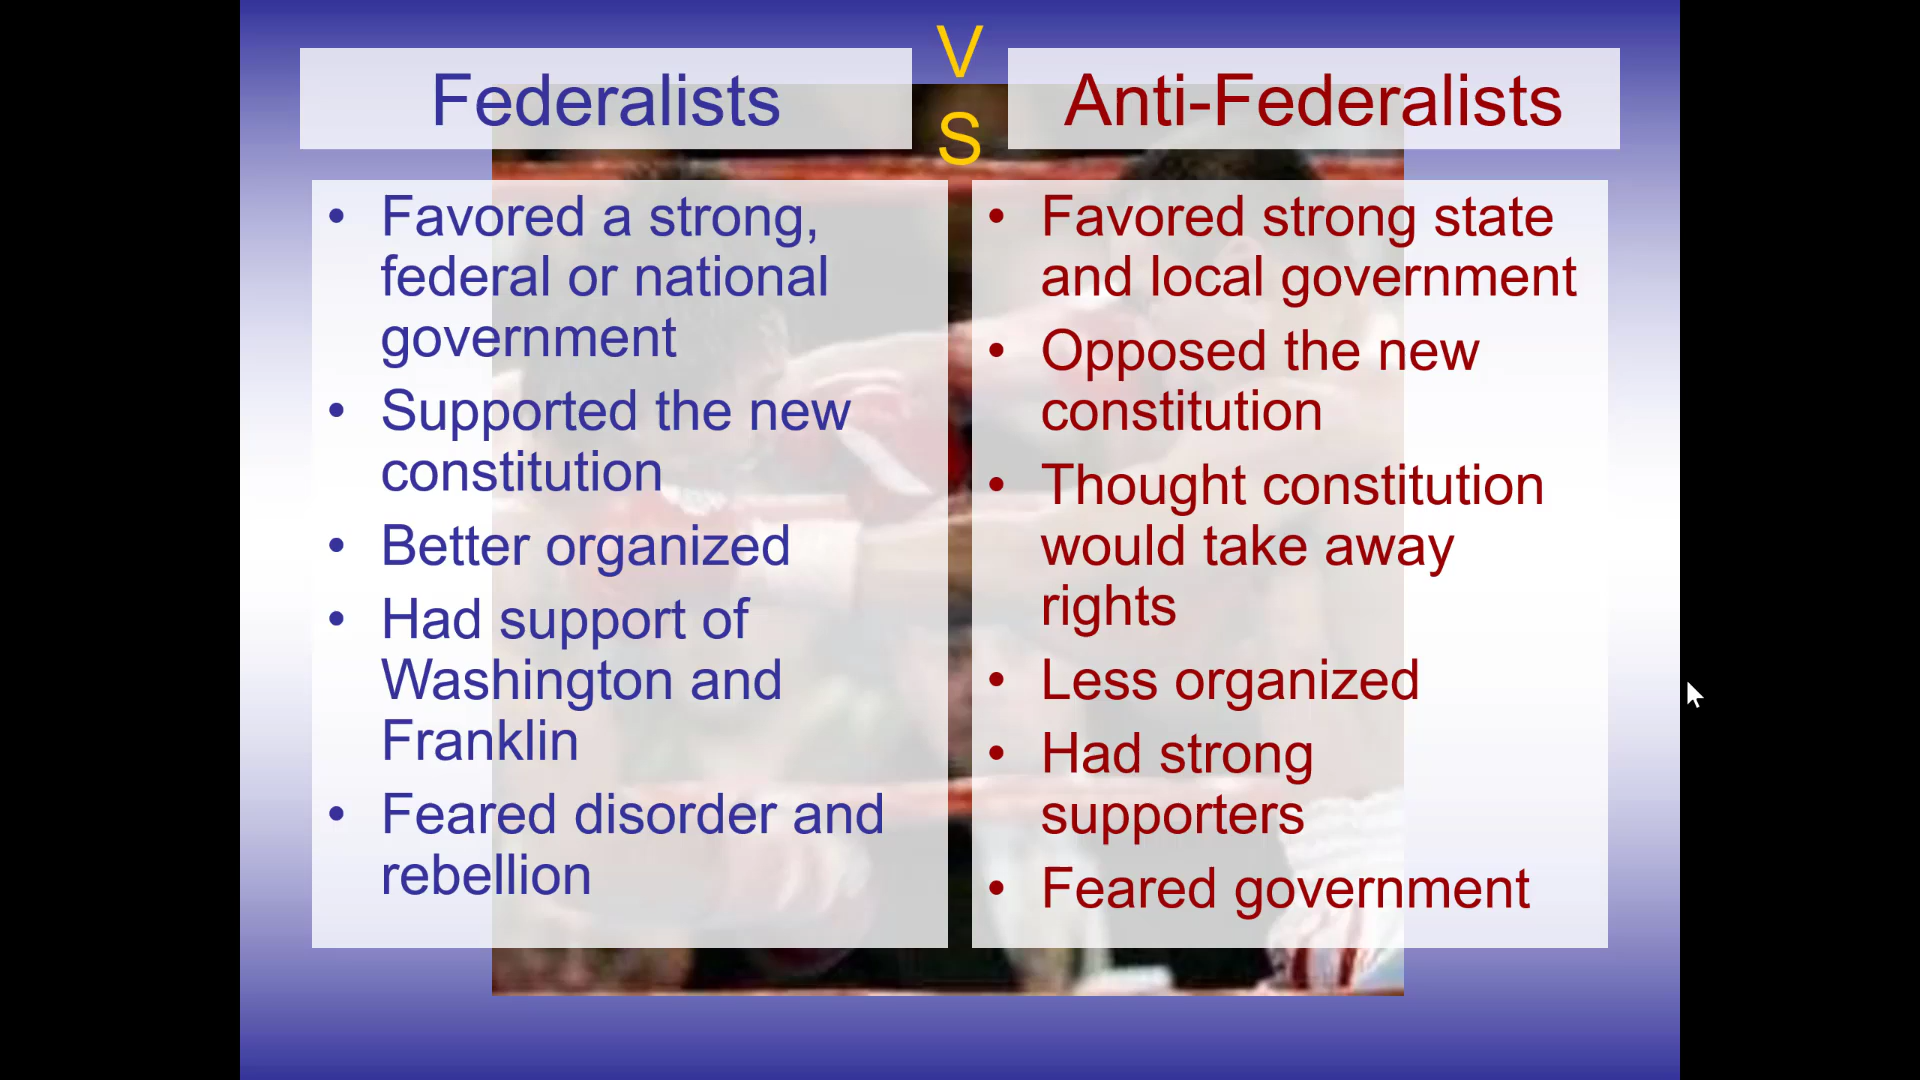 V
S
Federalists
• Favored a strong,
federal or national
government
• Supported the new
constitution
• Better organized
• Had support of
Washington and
Franklin
• Feared disorder and
rebellion
Anti-Federalists
• Favored strong state
and local government
• Opposed the new
constitution
• Thought constitution
would take away
rights
• Less organized
• Had strong
supporters
• Feared government